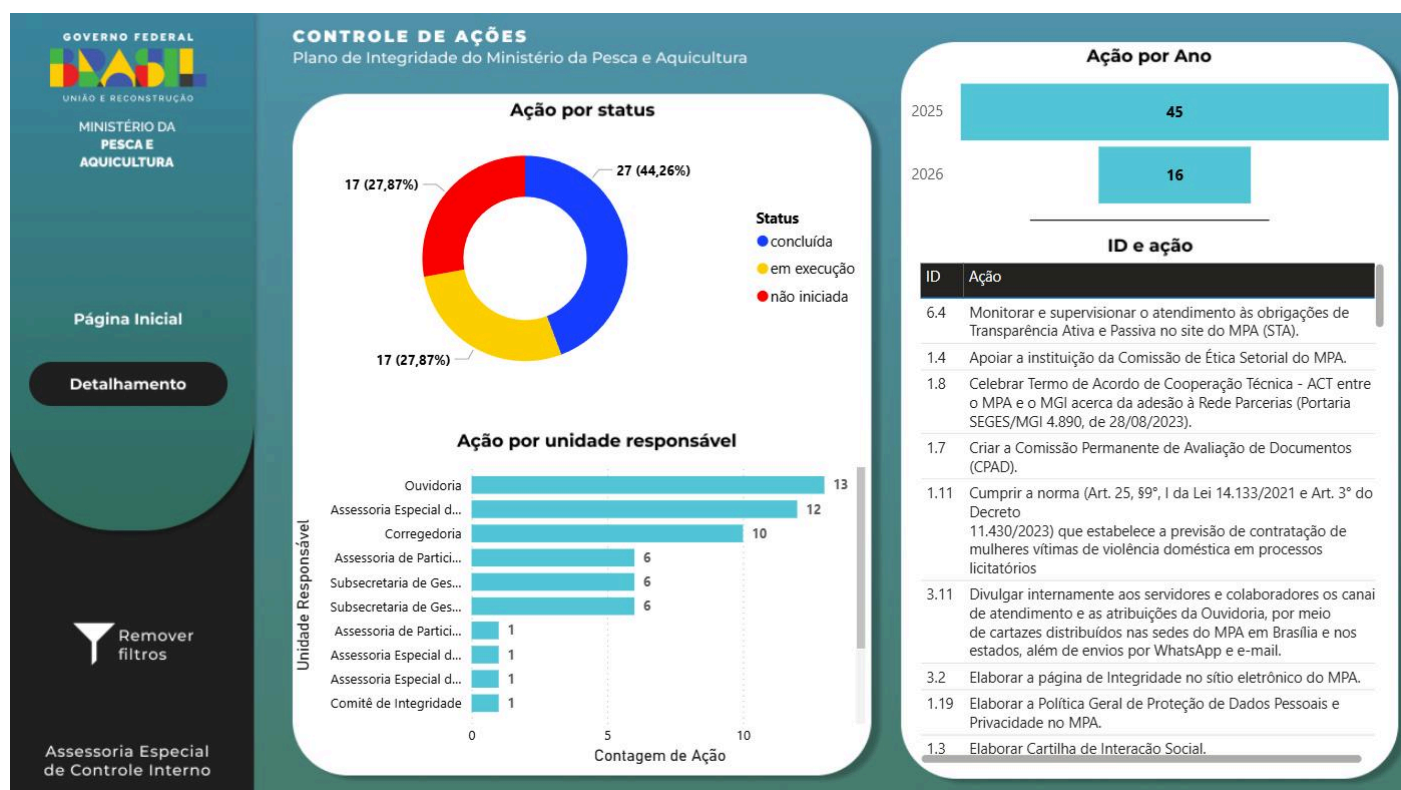 GOVERNO FEDERAL
BRASIL
UNIÃO E RECONSTRUÇÃO
MINISTÉRIO DA
PESCA E
AQUICULTURA
Página Inicial
Detalhamento
Remover
filtros
Assessoria Especial
de Controle Interno
CONTROLE DE AÇÕES
Plano de Integridade do Ministério da Pesca e Aquicultura
Ação por status
17 (27,87%)
27 (44,26%)
17 (27,87%)
Status
concluída
em execução
não iniciada
Ação por unidade responsável
Unidade Responsável
Ouvidoria 13
Assessoria Especial d... 12
Corregedoria 10
Assessoria de Partici... 6
Subsecretaria de Ges... 6
Subsecretaria de Ges... 6
Assessoria de Partici... 1
Assessoria Especial d... 1
Assessoria Especial d... 1
Comitê de Integridade 1
0 5 10
Contagem de Ação
Ação por Ano
2025 45
2026 16
ID e ação
ID Ação
6.4 Monitorar e supervisionar o atendimento às obrigações de
Transparência Ativa e Passiva no site do MPA (STA).
1.4 Apoiar a instituição da Comissão de Ética Setorial do MPA.
1.8 Celebrar Termo de Acordo de Cooperação Técnica - ACT entre
o MPA e o MGI acerca da adesão à Rede Parcerias (Portaria
SEGES/MGI 4.890, de 28/08/2023).
1.7 Criar a Comissão Permanente de Avaliação de Documentos
(CPAD).
1.11 Cumprir a norma (Art. 25, §9°, I da Lei 14.133/2021 e Art. 3° do
Decreto
11.430/2023) que estabelece a previsão de contratação de
mulheres vítimas de violência doméstica em processos
licitatórios
3.11 Divulgar internamente aos servidores e colaboradores os canai
de atendimento e as atribuições da Ouvidoria, por meio
de cartazes distribuídos nas sedes do MPA em Brasília e nos
estados, além de envios por WhatsApp e e-mail.
3.2 Elaborar a página de Integridade no sítio eletrônico do MPA.
1.19 Elaborar a Política Geral de Proteção de Dados Pessoais e
Privacidade no MPA.
1.3 Elaborar Cartilha de Interação Social.